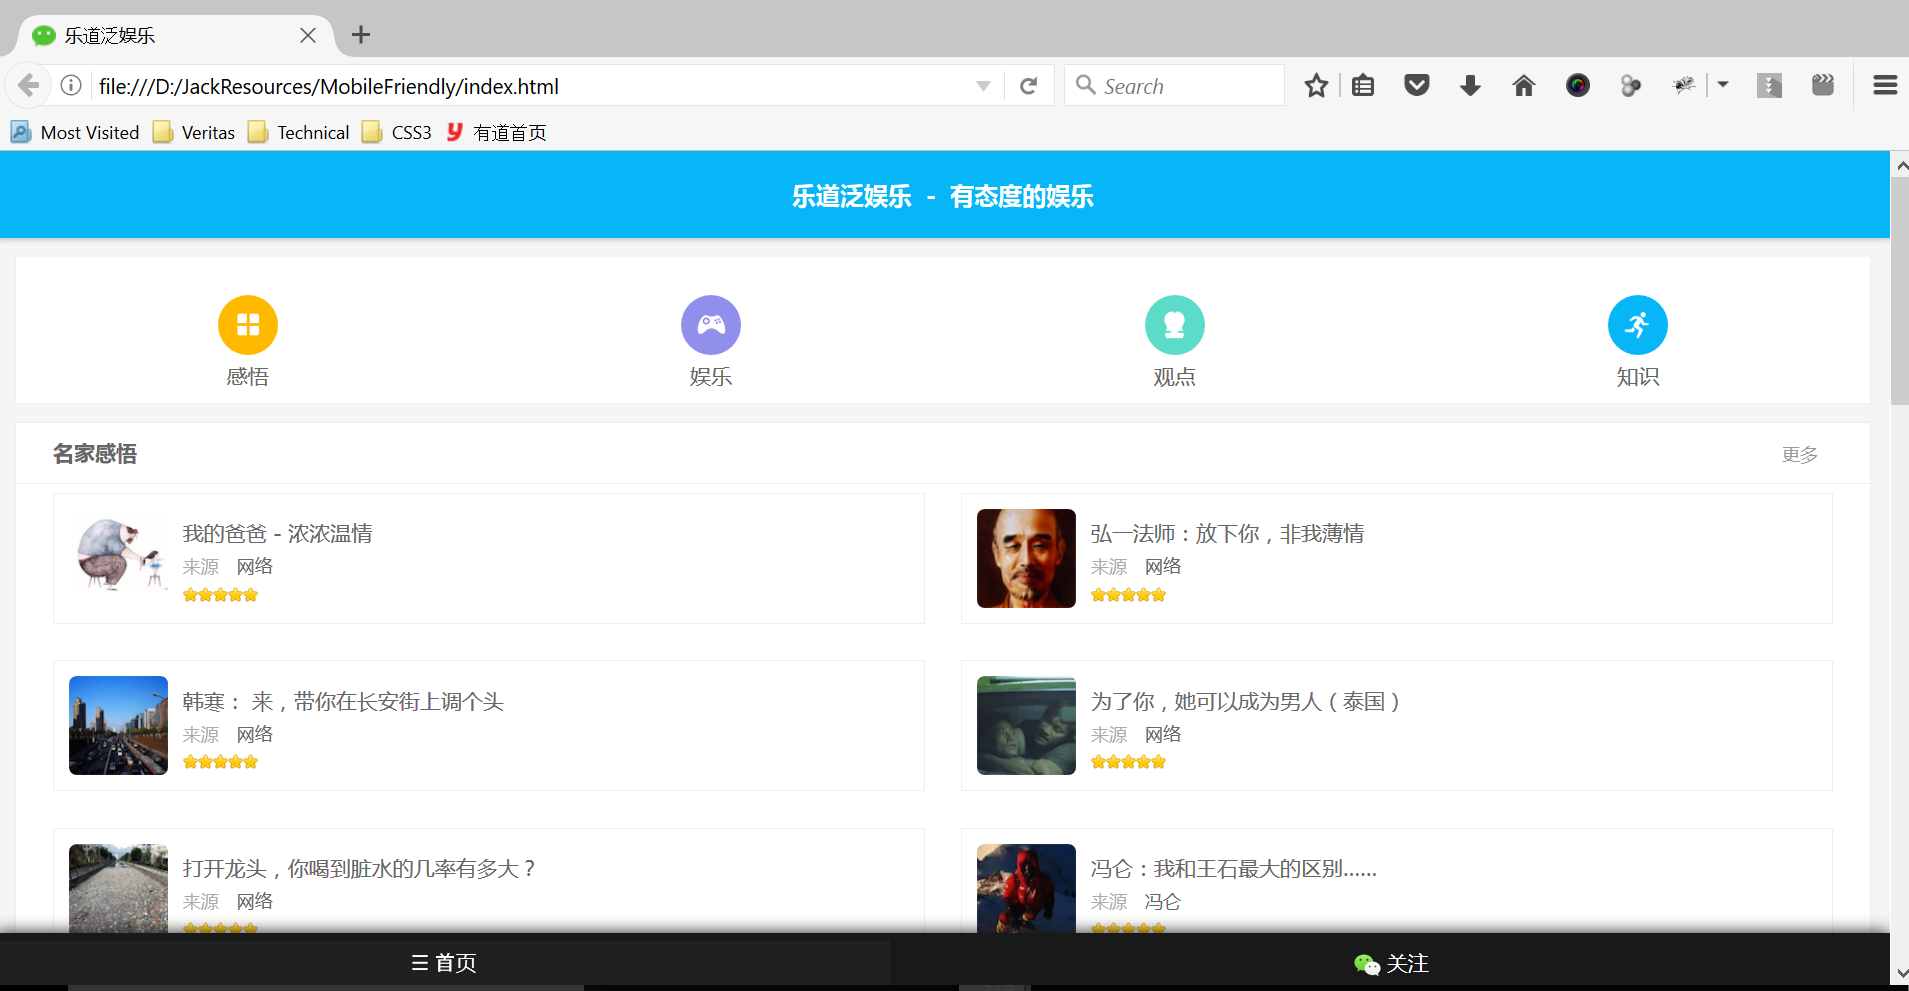 乐道泛娱乐
file:///D:/JackResources/MobileFriendly/index.html
Search
Most Visited
Veritas
Technical
CSS3
有道首页
乐道泛娱乐 - 有态度的娱乐
感悟
娱乐
观点
知识
名家感悟
更多
我的爸爸 - 浓浓温情
来源 网络
弘一法师：放下你，非我薄情
来源 网络
韩寒： 来，带你在长安街上调个头
来源 网络
为了你，她可以成为男人（泰国）
来源 网络
打开龙头，你喝到脏水的几率有多大？
来源 网络
冯仑：我和王石最大的区别......
来源 冯仑
首页
关注